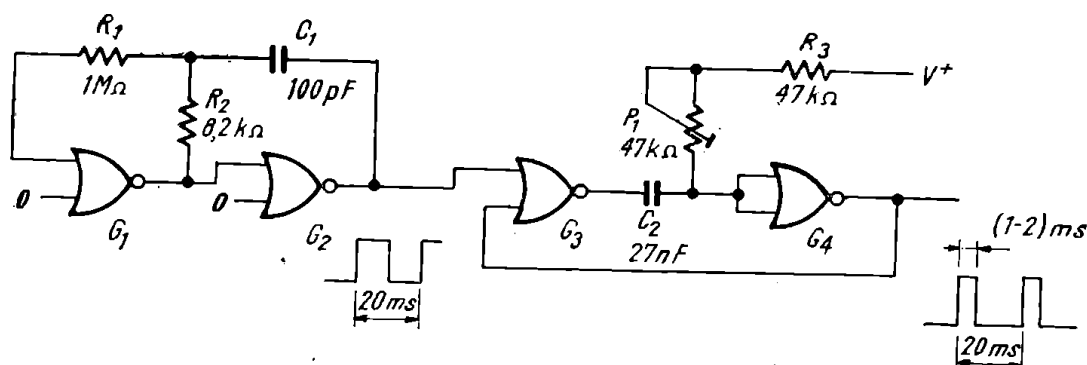 R1
1MΩ
C1
100pF
R2
8,2kΩ
R3
47kΩ
V+
P1
47kΩ
0
G1
0
G2
G3
C2
27nF
G4
20ms
(1-2)ms
20ms